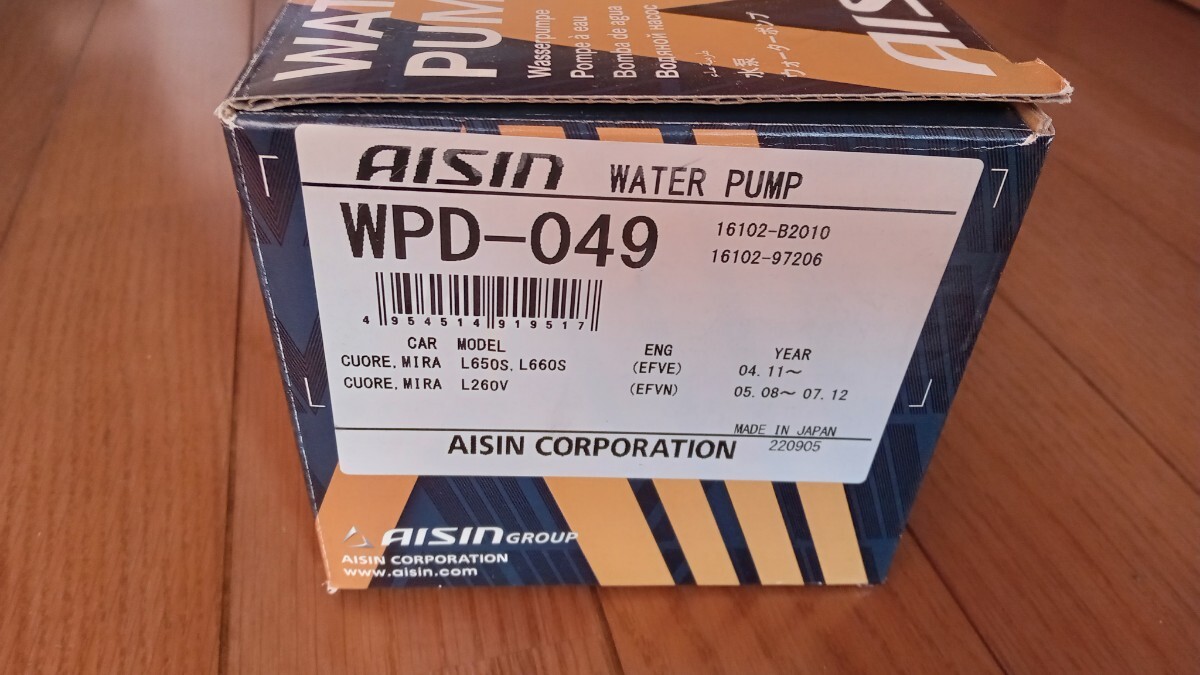 WAT
PUM
Wasserpumpe
Pompe à eau
Bomba de agua
Водяной насос
水泵
ウォーターポンプ
AIS
AISIN WATER PUMP
WPD-049
16102-B2010
16102-97206
4 954514 919517
CAR MODEL ENG YEAR
CUORE, MIRA L650S, L660S (EFVE) 04. 11～
CUORE, MIRA L260V (EFVN) 05. 08～ 07. 12
MADE IN JAPAN
AISIN CORPORATION 220905
AISIN GROUP
AISIN CORPORATION
www.aisin.com